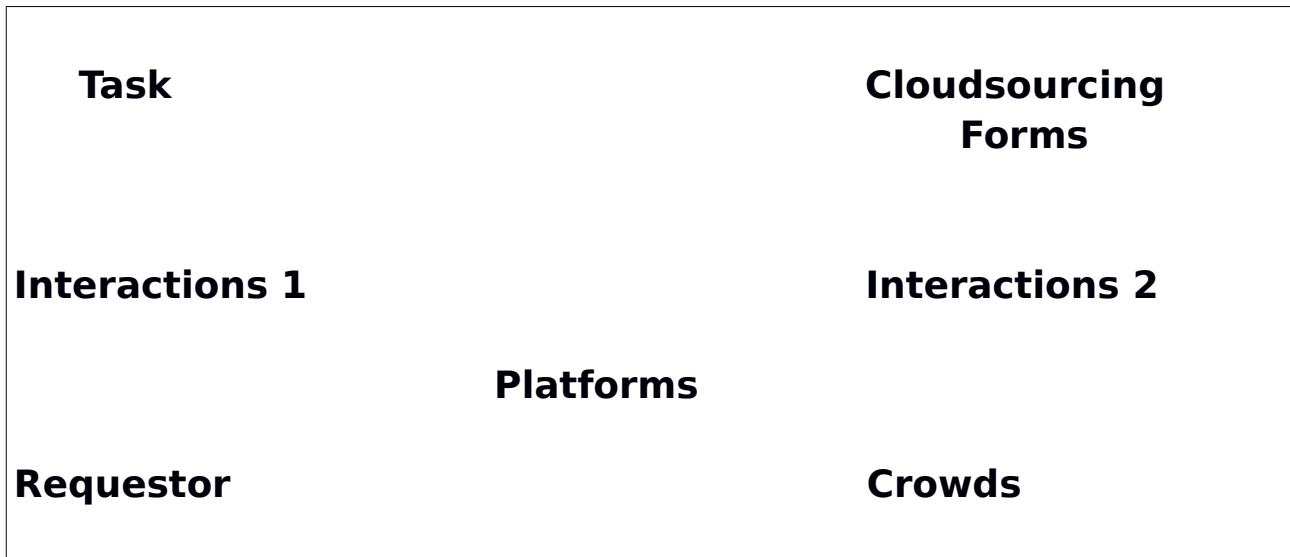 Task
Cloudsourcing
Forms
Interactions 1
Interactions 2
Platforms
Requestor
Crowds